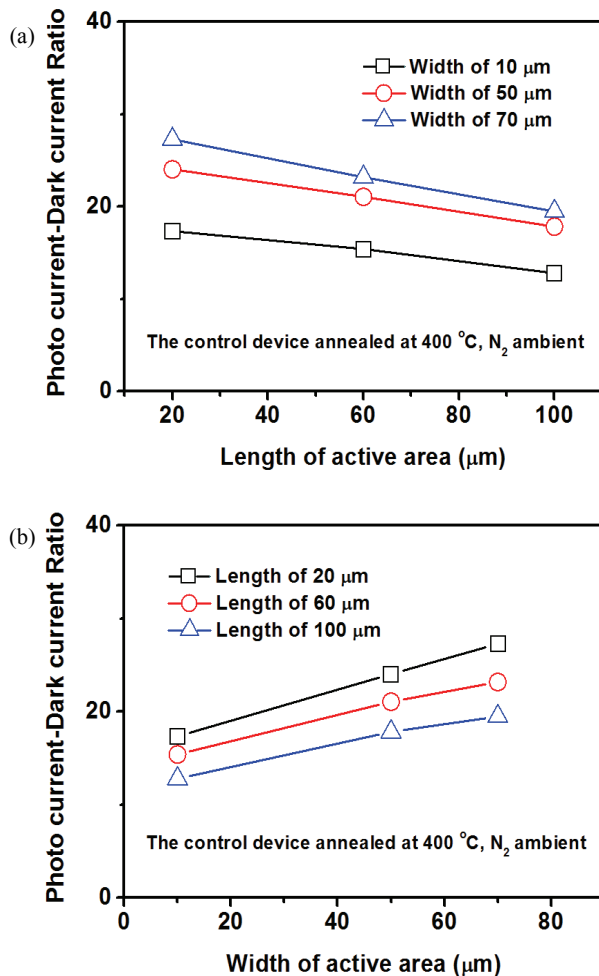 (a)
Photo current-Dark current Ratio
40
20
0
Width of 10 μm
Width of 50 μm
Width of 70 μm
The control device annealed at 400 °C, N₂ ambient
20 40 60 80 100
Length of active area (μm)
(b)
Photo current-Dark current Ratio
40
20
0
Length of 20 μm
Length of 60 μm
Length of 100 μm
The control device annealed at 400 °C, N₂ ambient
0 20 40 60 80
Width of active area (μm)